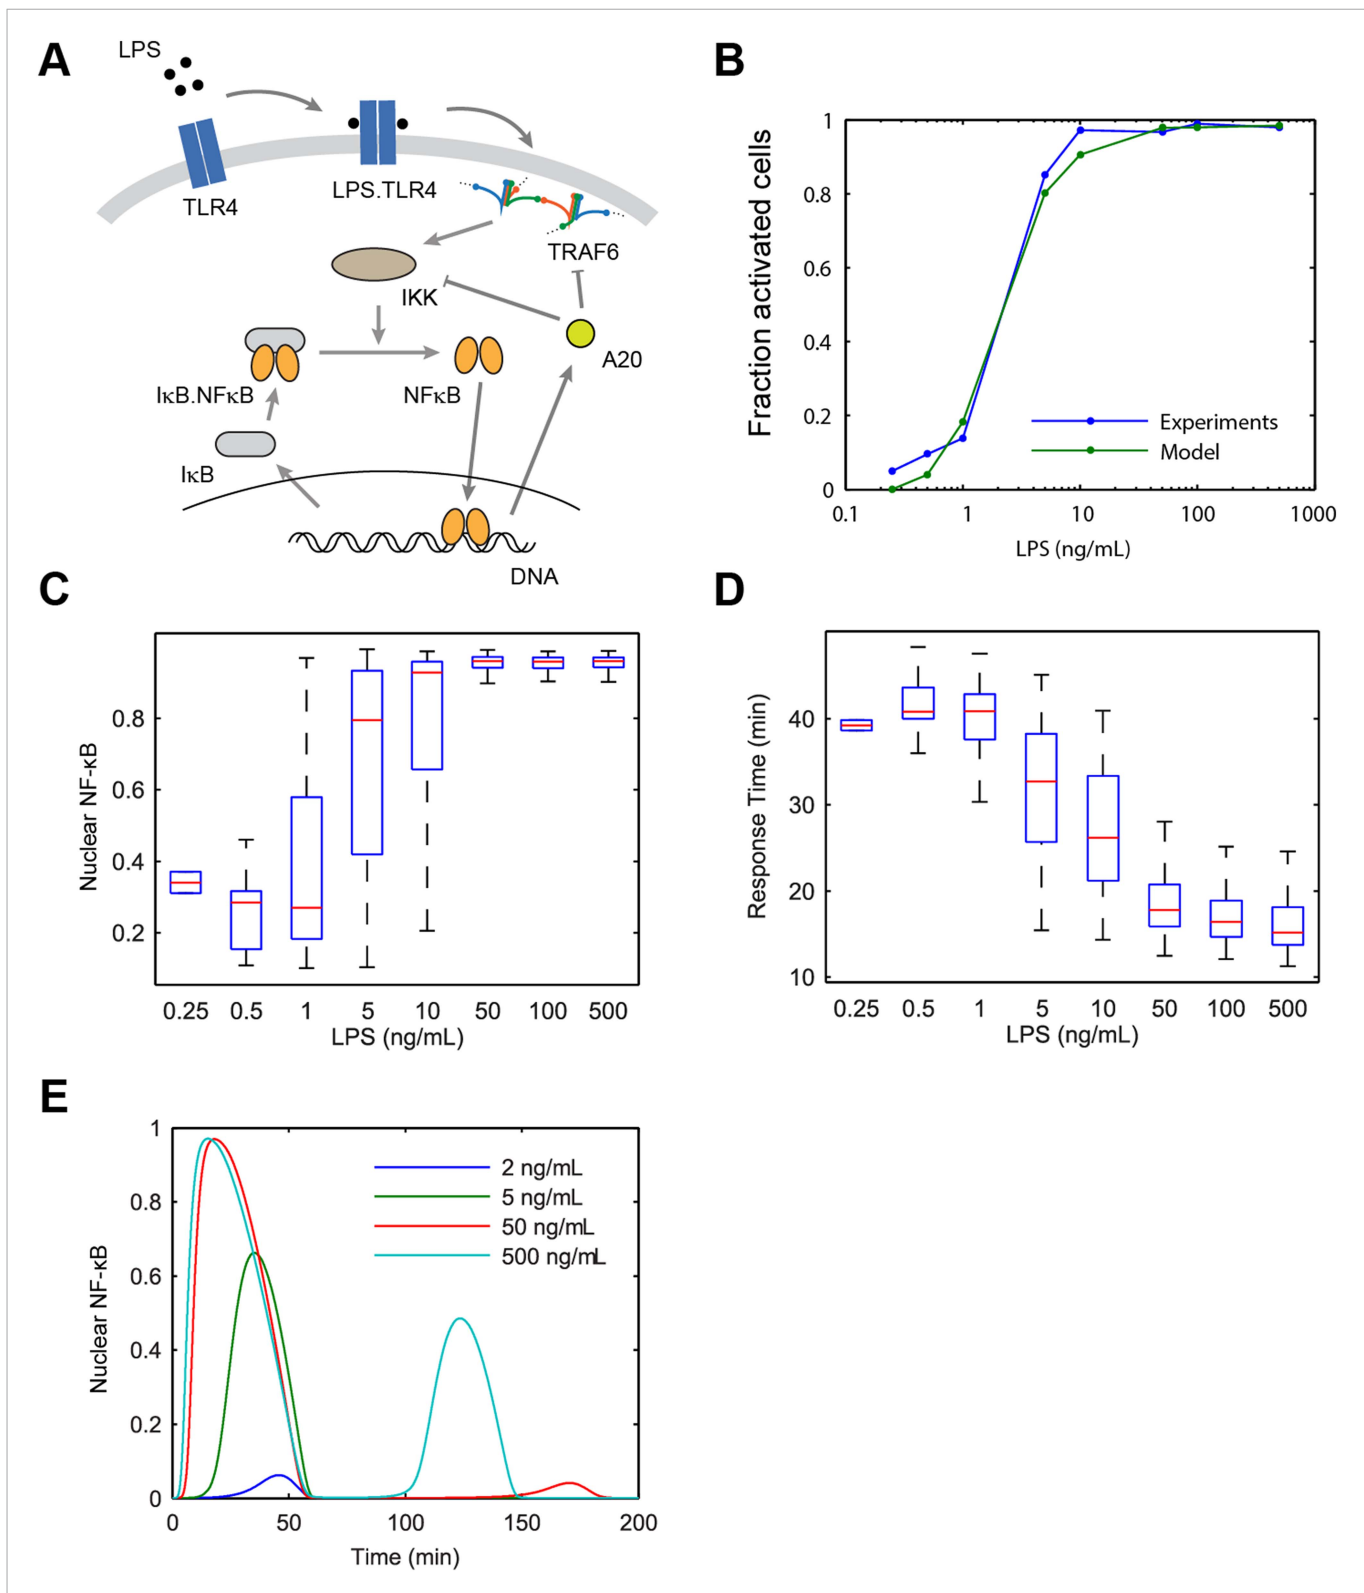 A
LPS
TLR4
LPS.TLR4
TRAF6
IKK
A20
IκB.NFκB
NFκB
IκB
DNA
B
Fraction activated cells
1
0.8
0.6
0.4
0.2
0
Experiments
Model
0.1 1 10 100 1000
LPS (ng/mL)
C
Nuclear NF-κB
0.8
0.6
0.4
0.2
0.25 0.5 1 5 10 50 100 500
LPS (ng/mL)
D
Response Time (min)
40
30
20
10
0.25 0.5 1 5 10 50 100 500
LPS (ng/mL)
E
Nuclear NF-κB
1
0.8
0.6
0.4
0.2
0
2 ng/mL
5 ng/mL
50 ng/mL
500 ng/mL
0 50 100 150 200
Time (min)